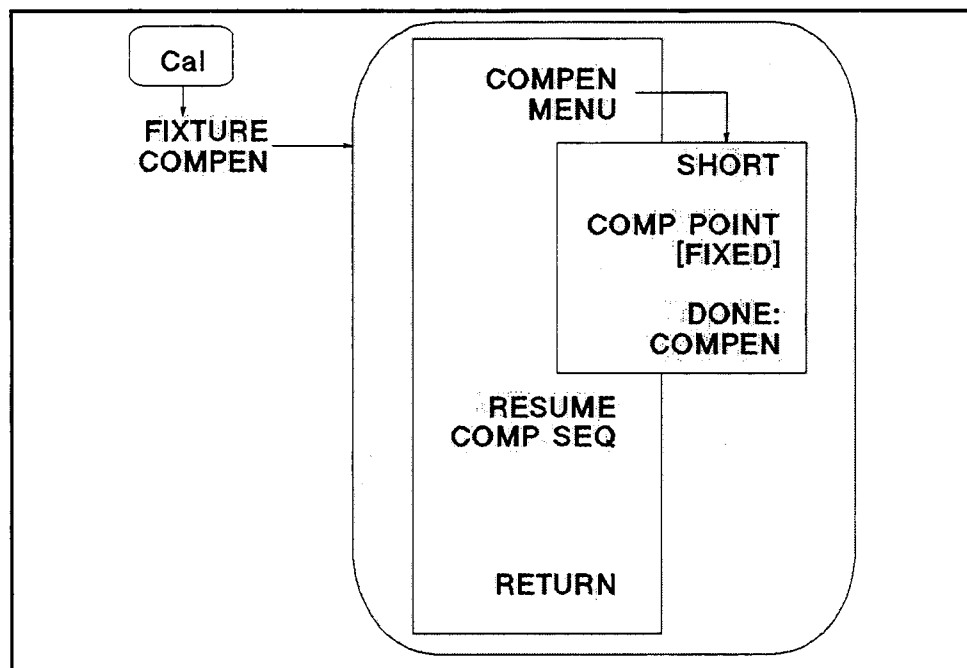 Cal
FIXTURE
COMPEN
COMPEN
MENU
SHORT
COMP POINT
[FIXED]
DONE:
COMPEN
RESUME
COMP SEQ
RETURN